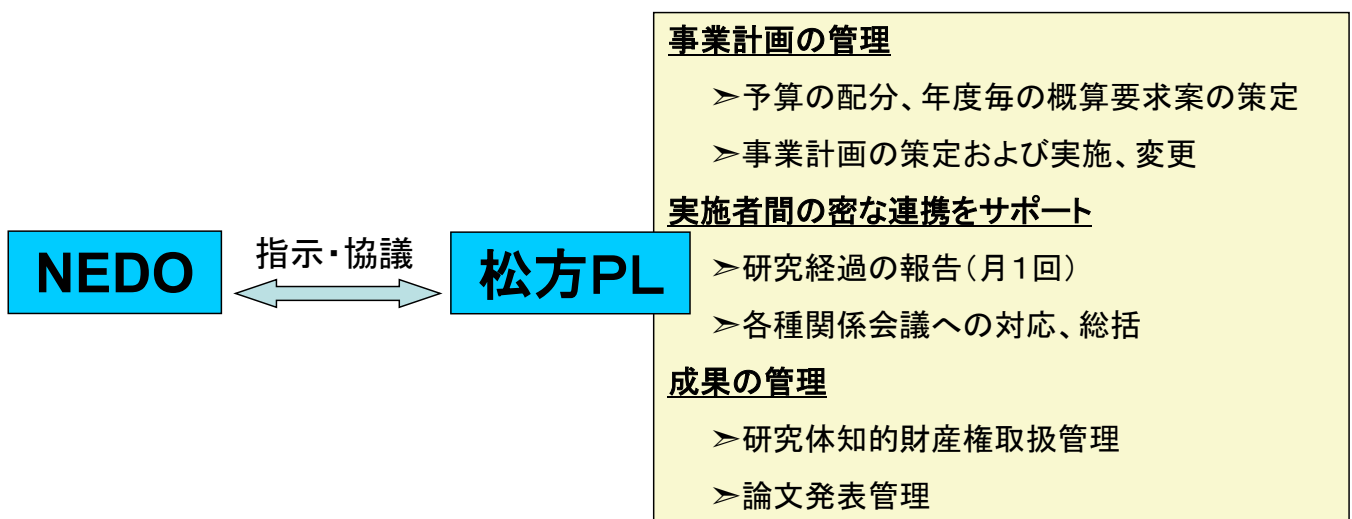 事業計画の管理
➣予算の配分、年度毎の概算要求案の策定
➣事業計画の策定および実施、変更
実施者間の密な連携をサポート
NEDO
指示・協議
松方PL
➣研究経過の報告(月1回)
➣各種関係会議への対応、総括
成果の管理
➣研究体知的財産権取扱管理
➣論文発表管理